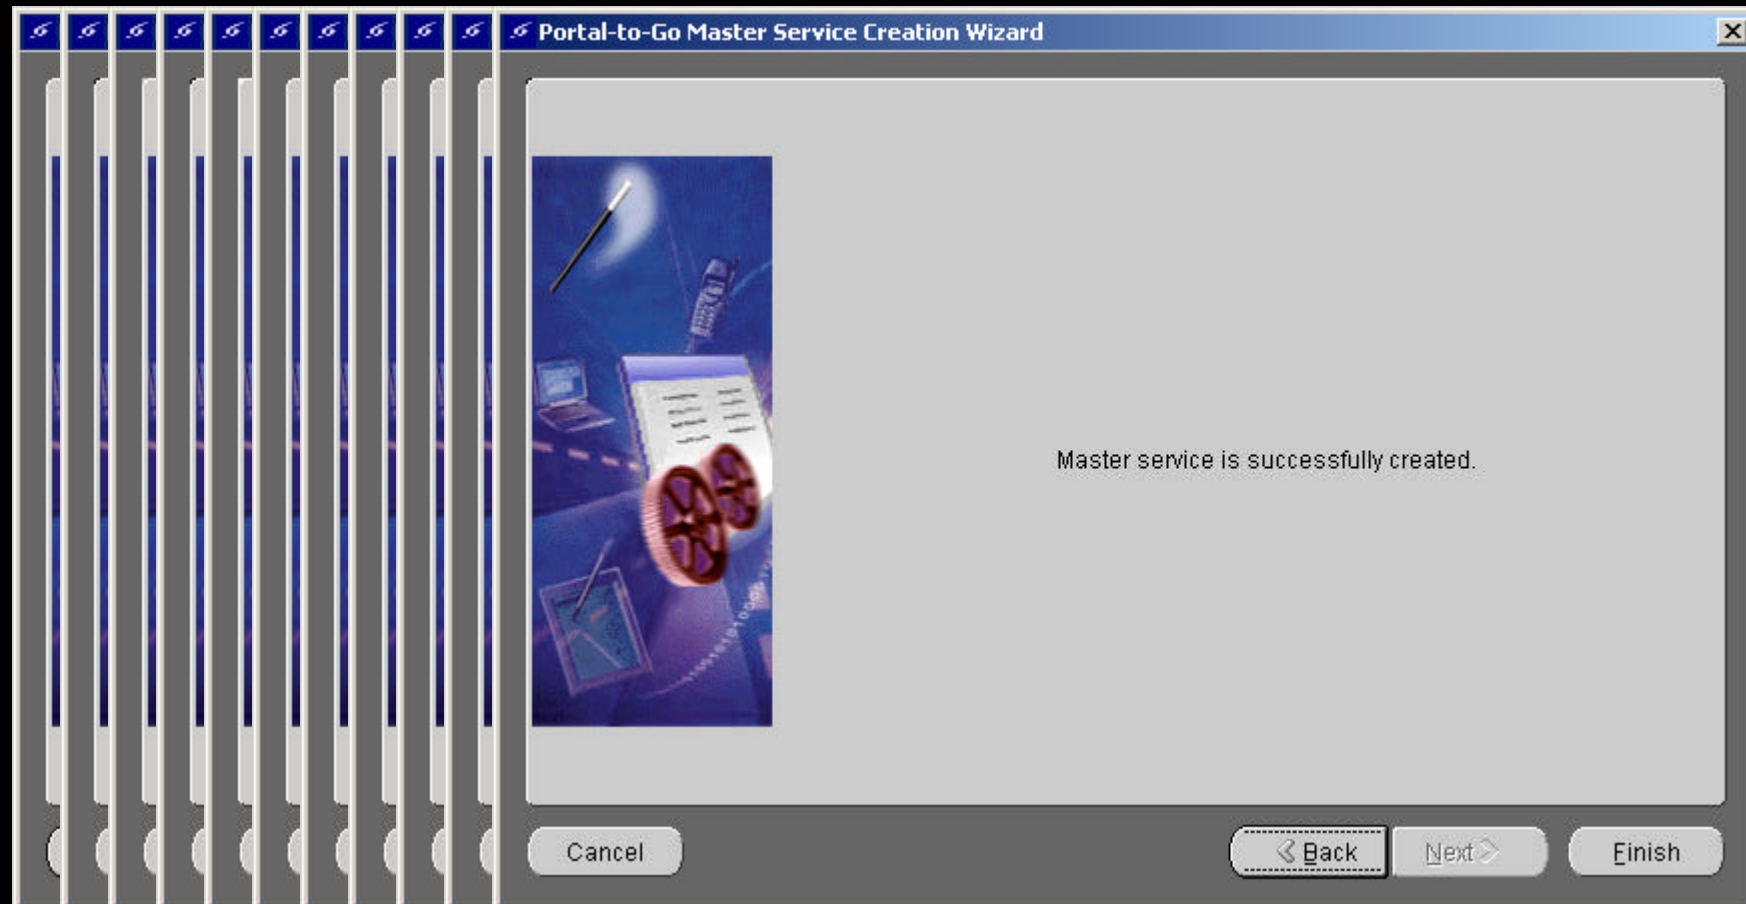 Portal-to-Go Master Service Creation Wizard
Master service is successfully created.
Cancel
Back
Next
Finish